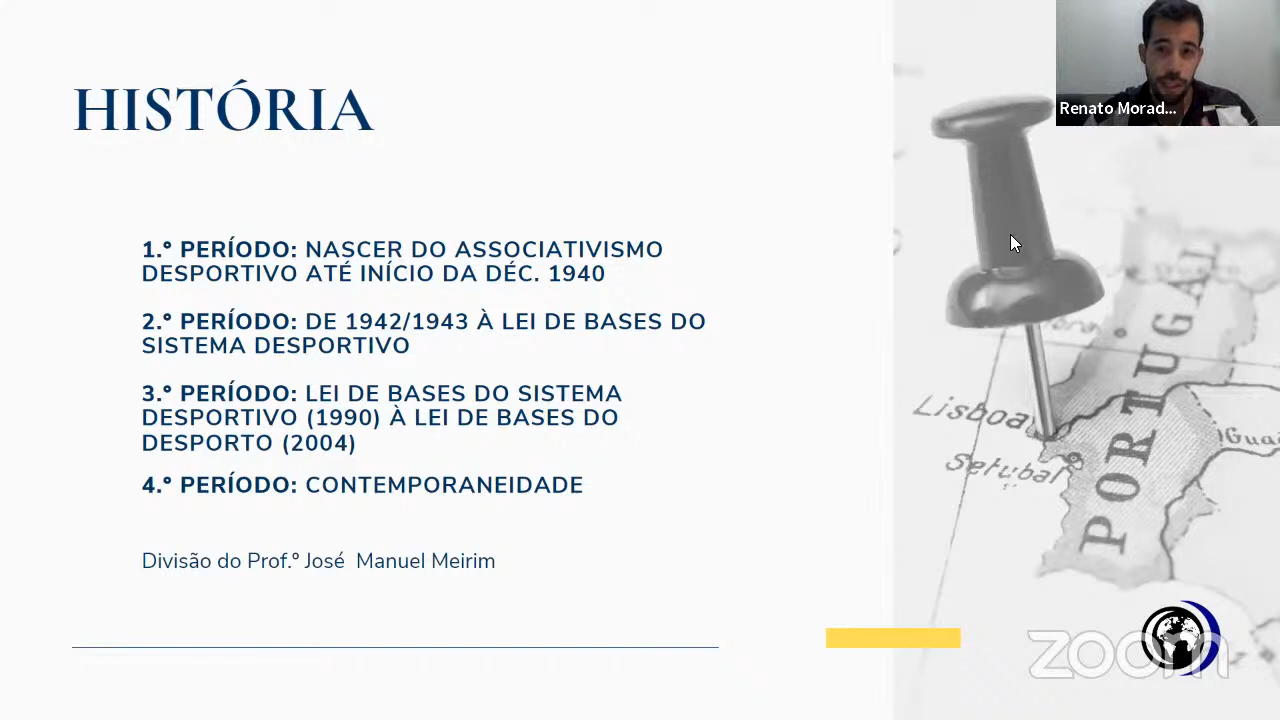 HISTÓRIA
Renato Morad...
1.º PERÍODO: NASCER DO ASSOCIATIVISMO
DESPORTIVO ATÉ INÍCIO DA DÉC. 1940
2.º PERÍODO: DE 1942/1943 À LEI DE BASES DO
SISTEMA DESPORTIVO
3.º PERÍODO: LEI DE BASES DO SISTEMA
DESPORTIVO (1990) À LEI DE BASES DO
DESPORTO (2004)
4.º PERÍODO: CONTEMPORANEIDADE
Divisão do Prof.º José  Manuel Meirim
Lisboa
Setubal
PORTUGAL
Gua
zoom